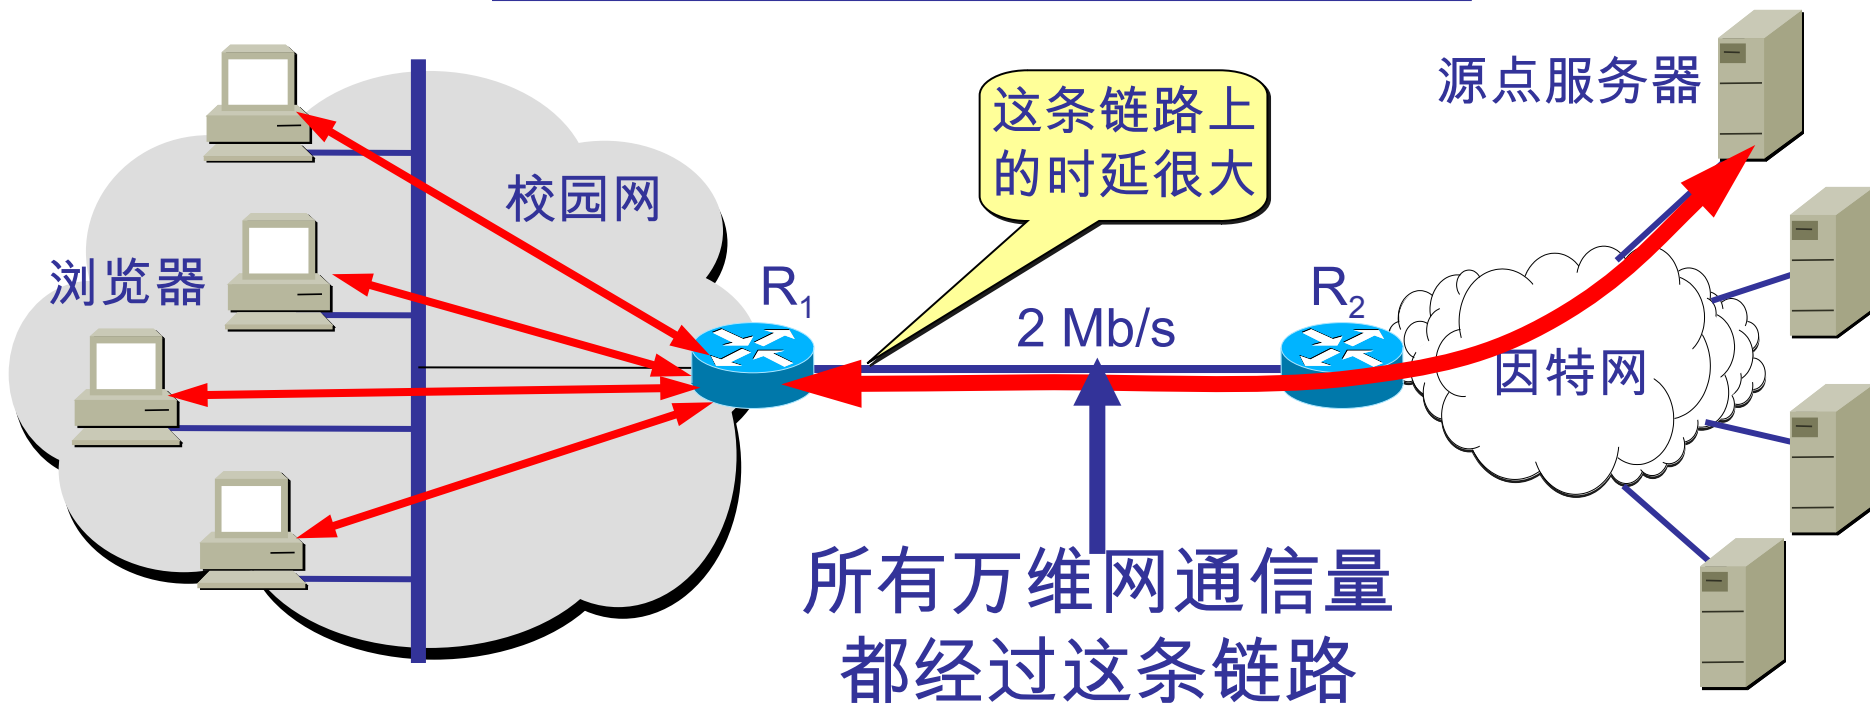 源点服务器
这条链路上
的时延很大
校园网
浏览器
R1
2 Mb/s
R2
因特网
所有万维网通信量
都经过这条链路